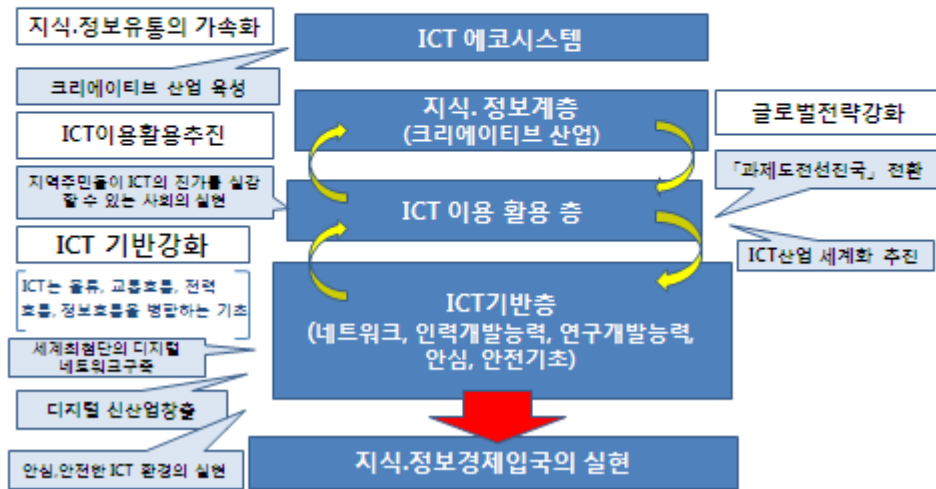 지식.정보유통의 가속화
ICT 에코시스템
크리에이티브 산업 육성
지식. 정보계층
(크리에이티브 산업)
ICT이용활용추진
글로벌전략강화
지역주민들이 ICT의 진가를 실감
할 수 있는 사회의 실현
「과제도전선진국」 전환
ICT 이용 활용 층
ICT 기반강화
ICT산업 세계화 추진
ICT는 물류, 교통흐름, 전력
흐름, 정보흐름을 병합하는 기초
ICT기반층
(네트워크, 인력개발능력, 연구개발능력,
안심, 안전기초)
세계최첨단의 디지털
네트워크구축
디지털 신산업창출
안심,안전한 ICT 환경의 실현
지식.정보경제입국의 실현